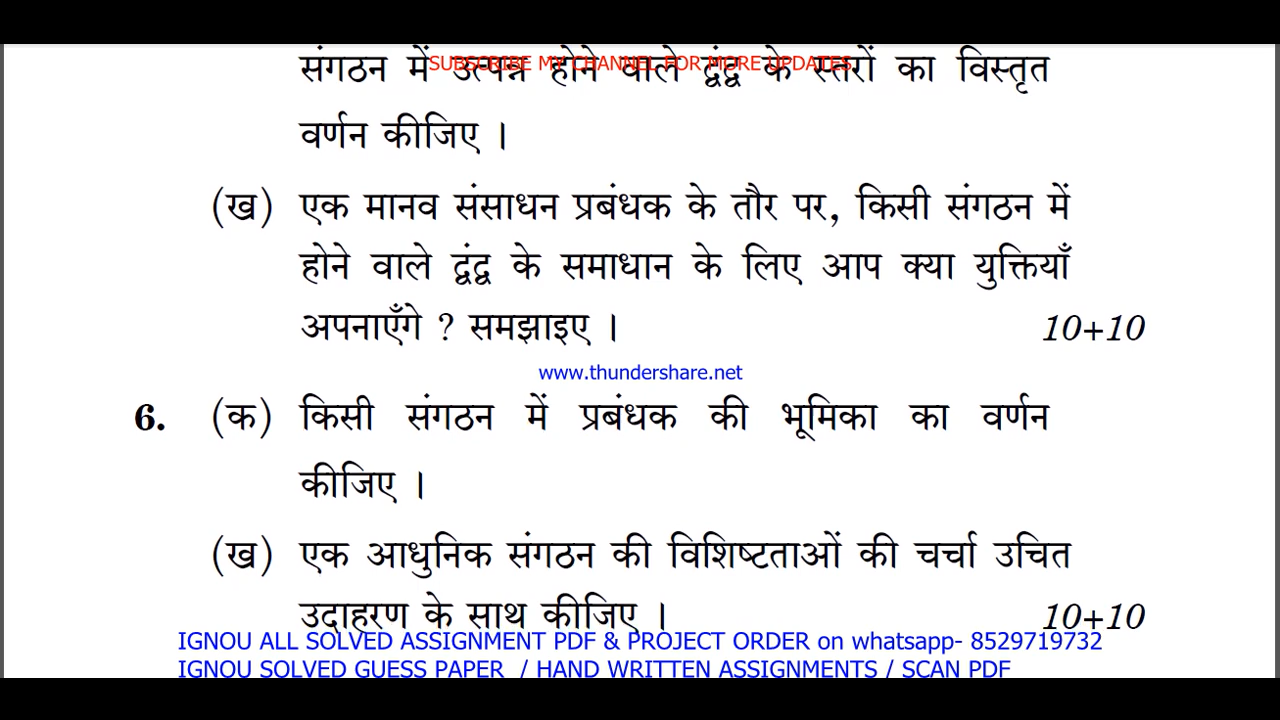 SUBSCRIBE MY CHANNEL FOR MORE UPDATES.
संगठन में उत्पन्न होने वाले द्वंद्व के स्तरों का विस्तृत
वर्णन कीजिए ।
(ख) एक मानव संसाधन प्रबंधक के तौर पर, किसी संगठन में
होने वाले द्वंद्व के समाधान के लिए आप क्या युक्तियाँ
अपनाएँगे ? समझाइए । 10+10
www.thundershare.net
6. (क) किसी संगठन में प्रबंधक की भूमिका का वर्णन
कीजिए ।
(ख) एक आधुनिक संगठन की विशिष्टताओं की चर्चा उचित
उदाहरण के साथ कीजिए । 10+10
IGNOU ALL SOLVED ASSIGNMENT PDF & PROJECT ORDER on whatsapp- 8529719732
IGNOU SOLVED GUESS PAPER / HAND WRITTEN ASSIGNMENTS / SCAN PDF